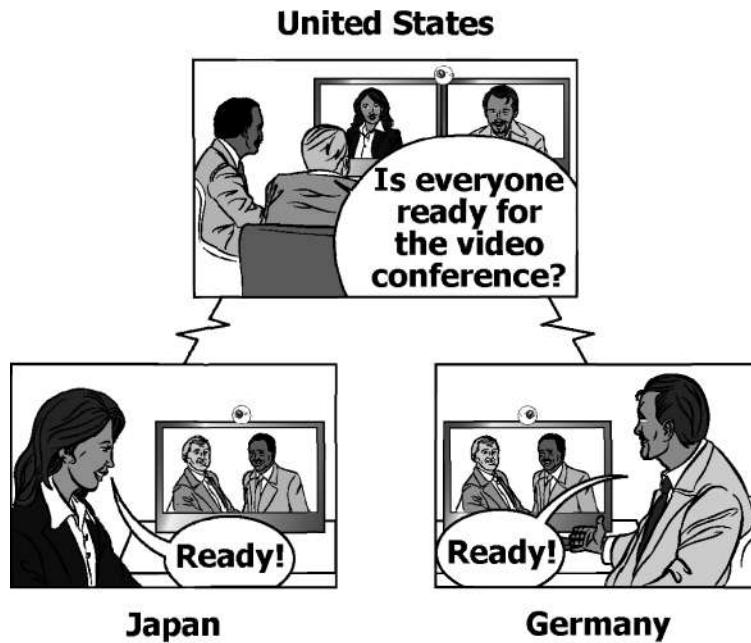 United States
Is everyone
ready for
the video
conference?
Ready!
Ready!
Japan
Germany